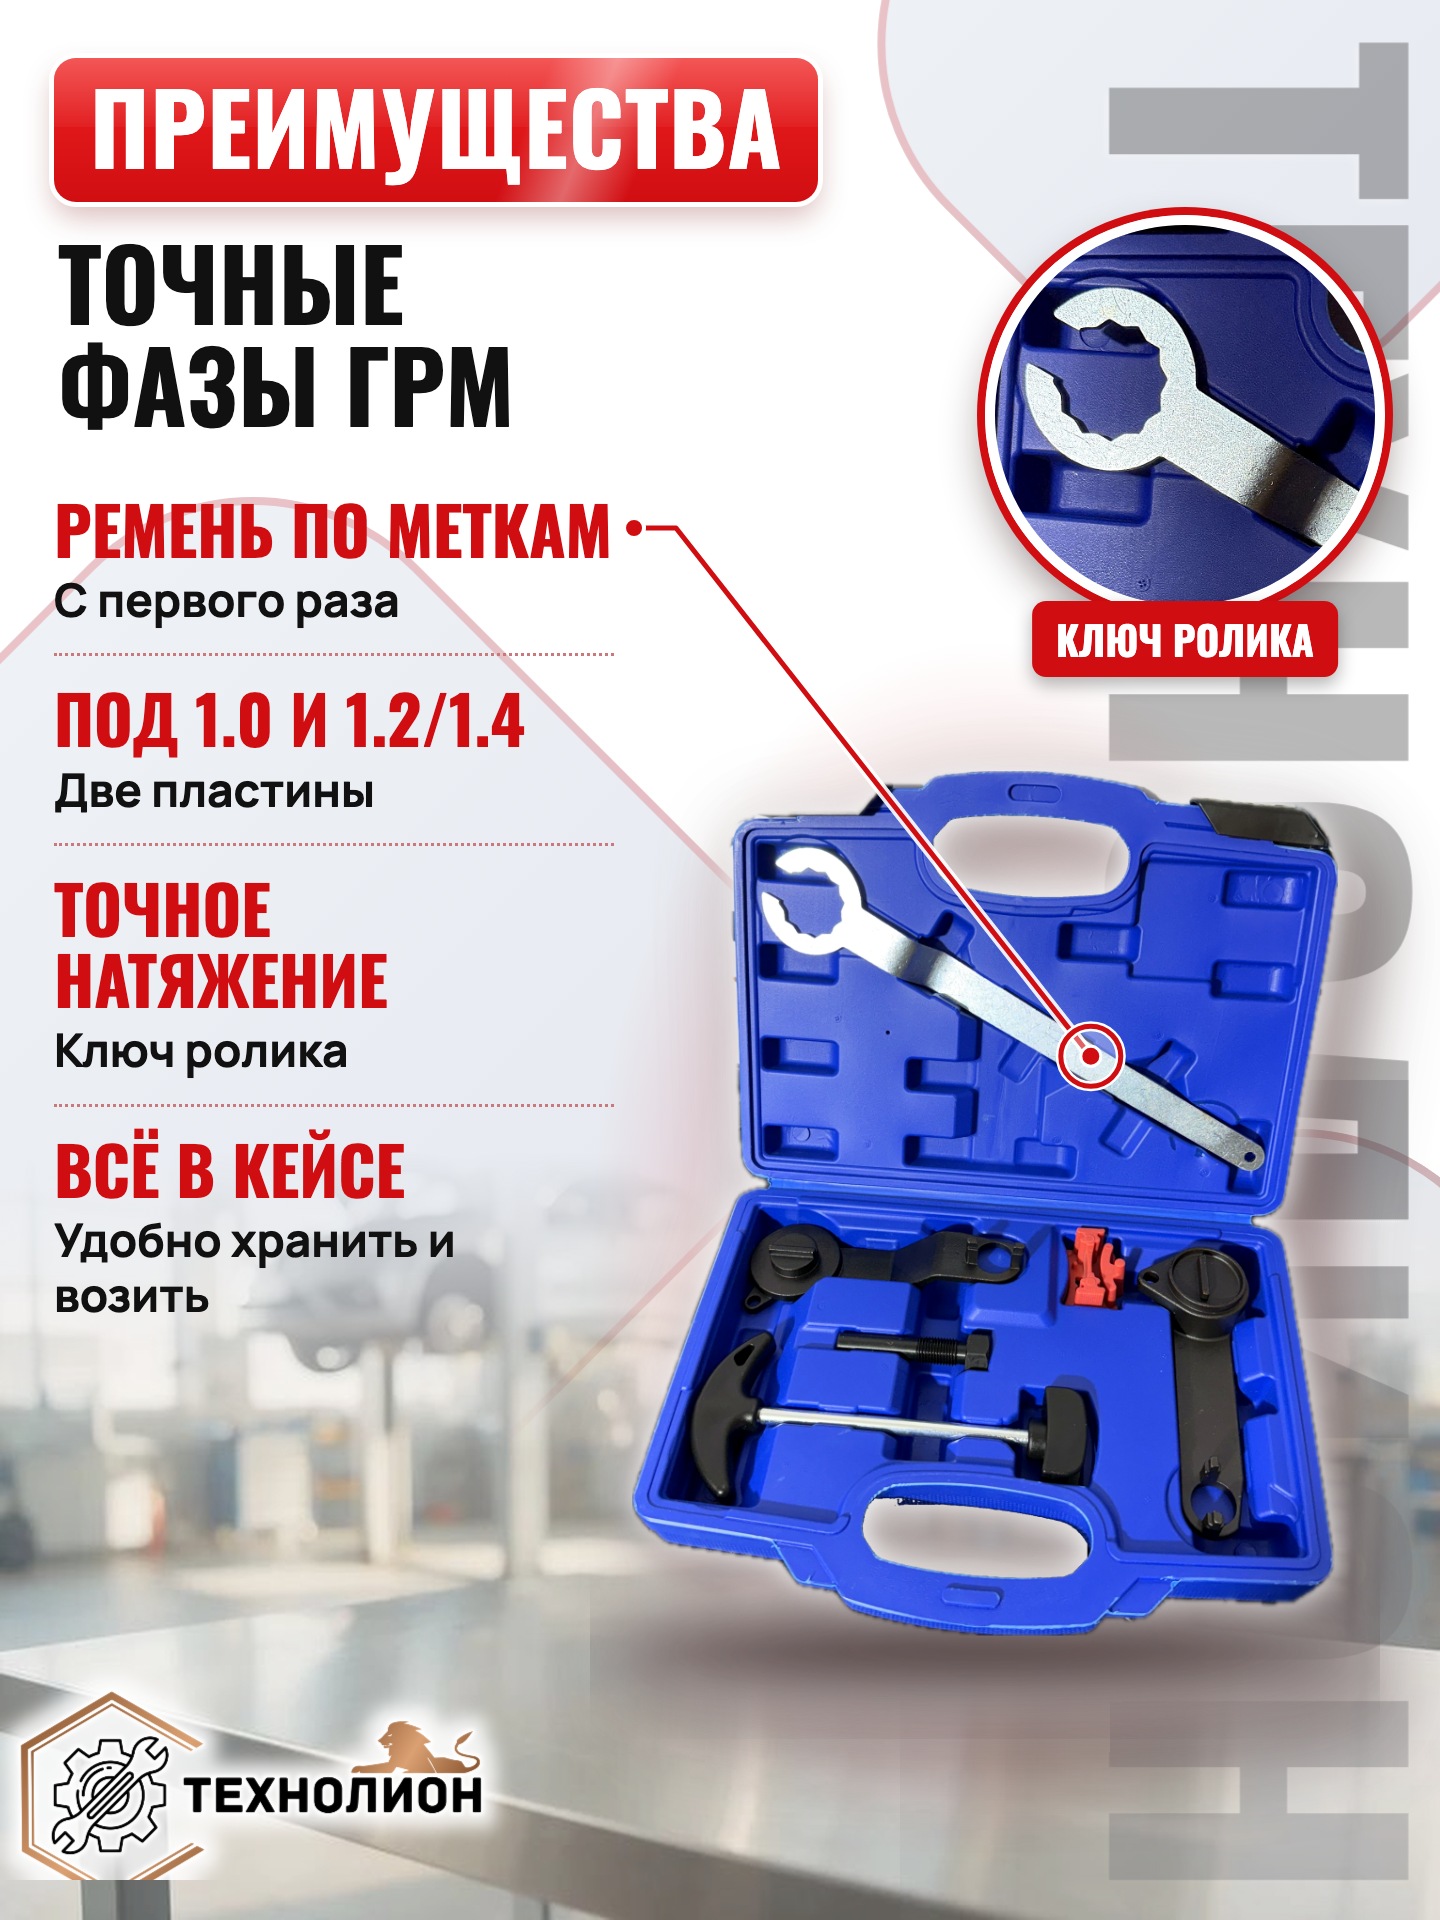 ПРЕИМУЩЕСТВА
ТОЧНЫЕ
ФАЗЫ ГРМ
РЕМЕНЬ ПО МЕТКАМ
С первого раза
ПОД 1.0 И 1.2/1.4
Две пластины
ТОЧНОЕ
НАТЯЖЕНИЕ
Ключ ролика
ВСЁ В КЕЙСЕ
Удобно хранить и
возить
КЛЮЧ РОЛИКА
ТЕХНОЛИОН